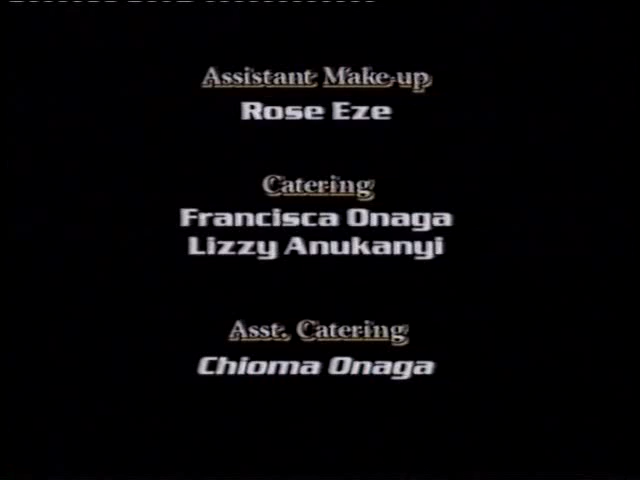 Assistant Make-up
Rose Eze
Catering
Francisca Onaga
Lizzy Anukanyi
Asst. Catering
Chioma Onaga